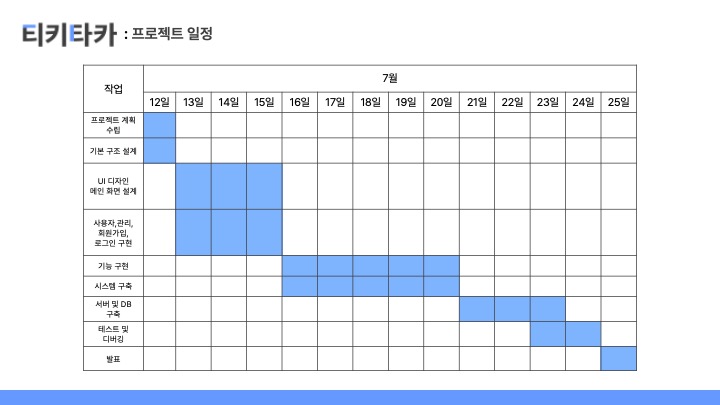 티키타카 : 프로젝트 일정
작업
7월
12일 13일 14일 15일 16일 17일 18일 19일 20일 21일 22일 23일 24일 25일
프로젝트 계획
수립
기본 구조 설계
UI 디자인
메인 화면 설계
사용자,관리,
회원가입,
로그인 구현
기능 구현
시스템 구축
서버 및 DB
구축
테스트 및
디버깅
발표